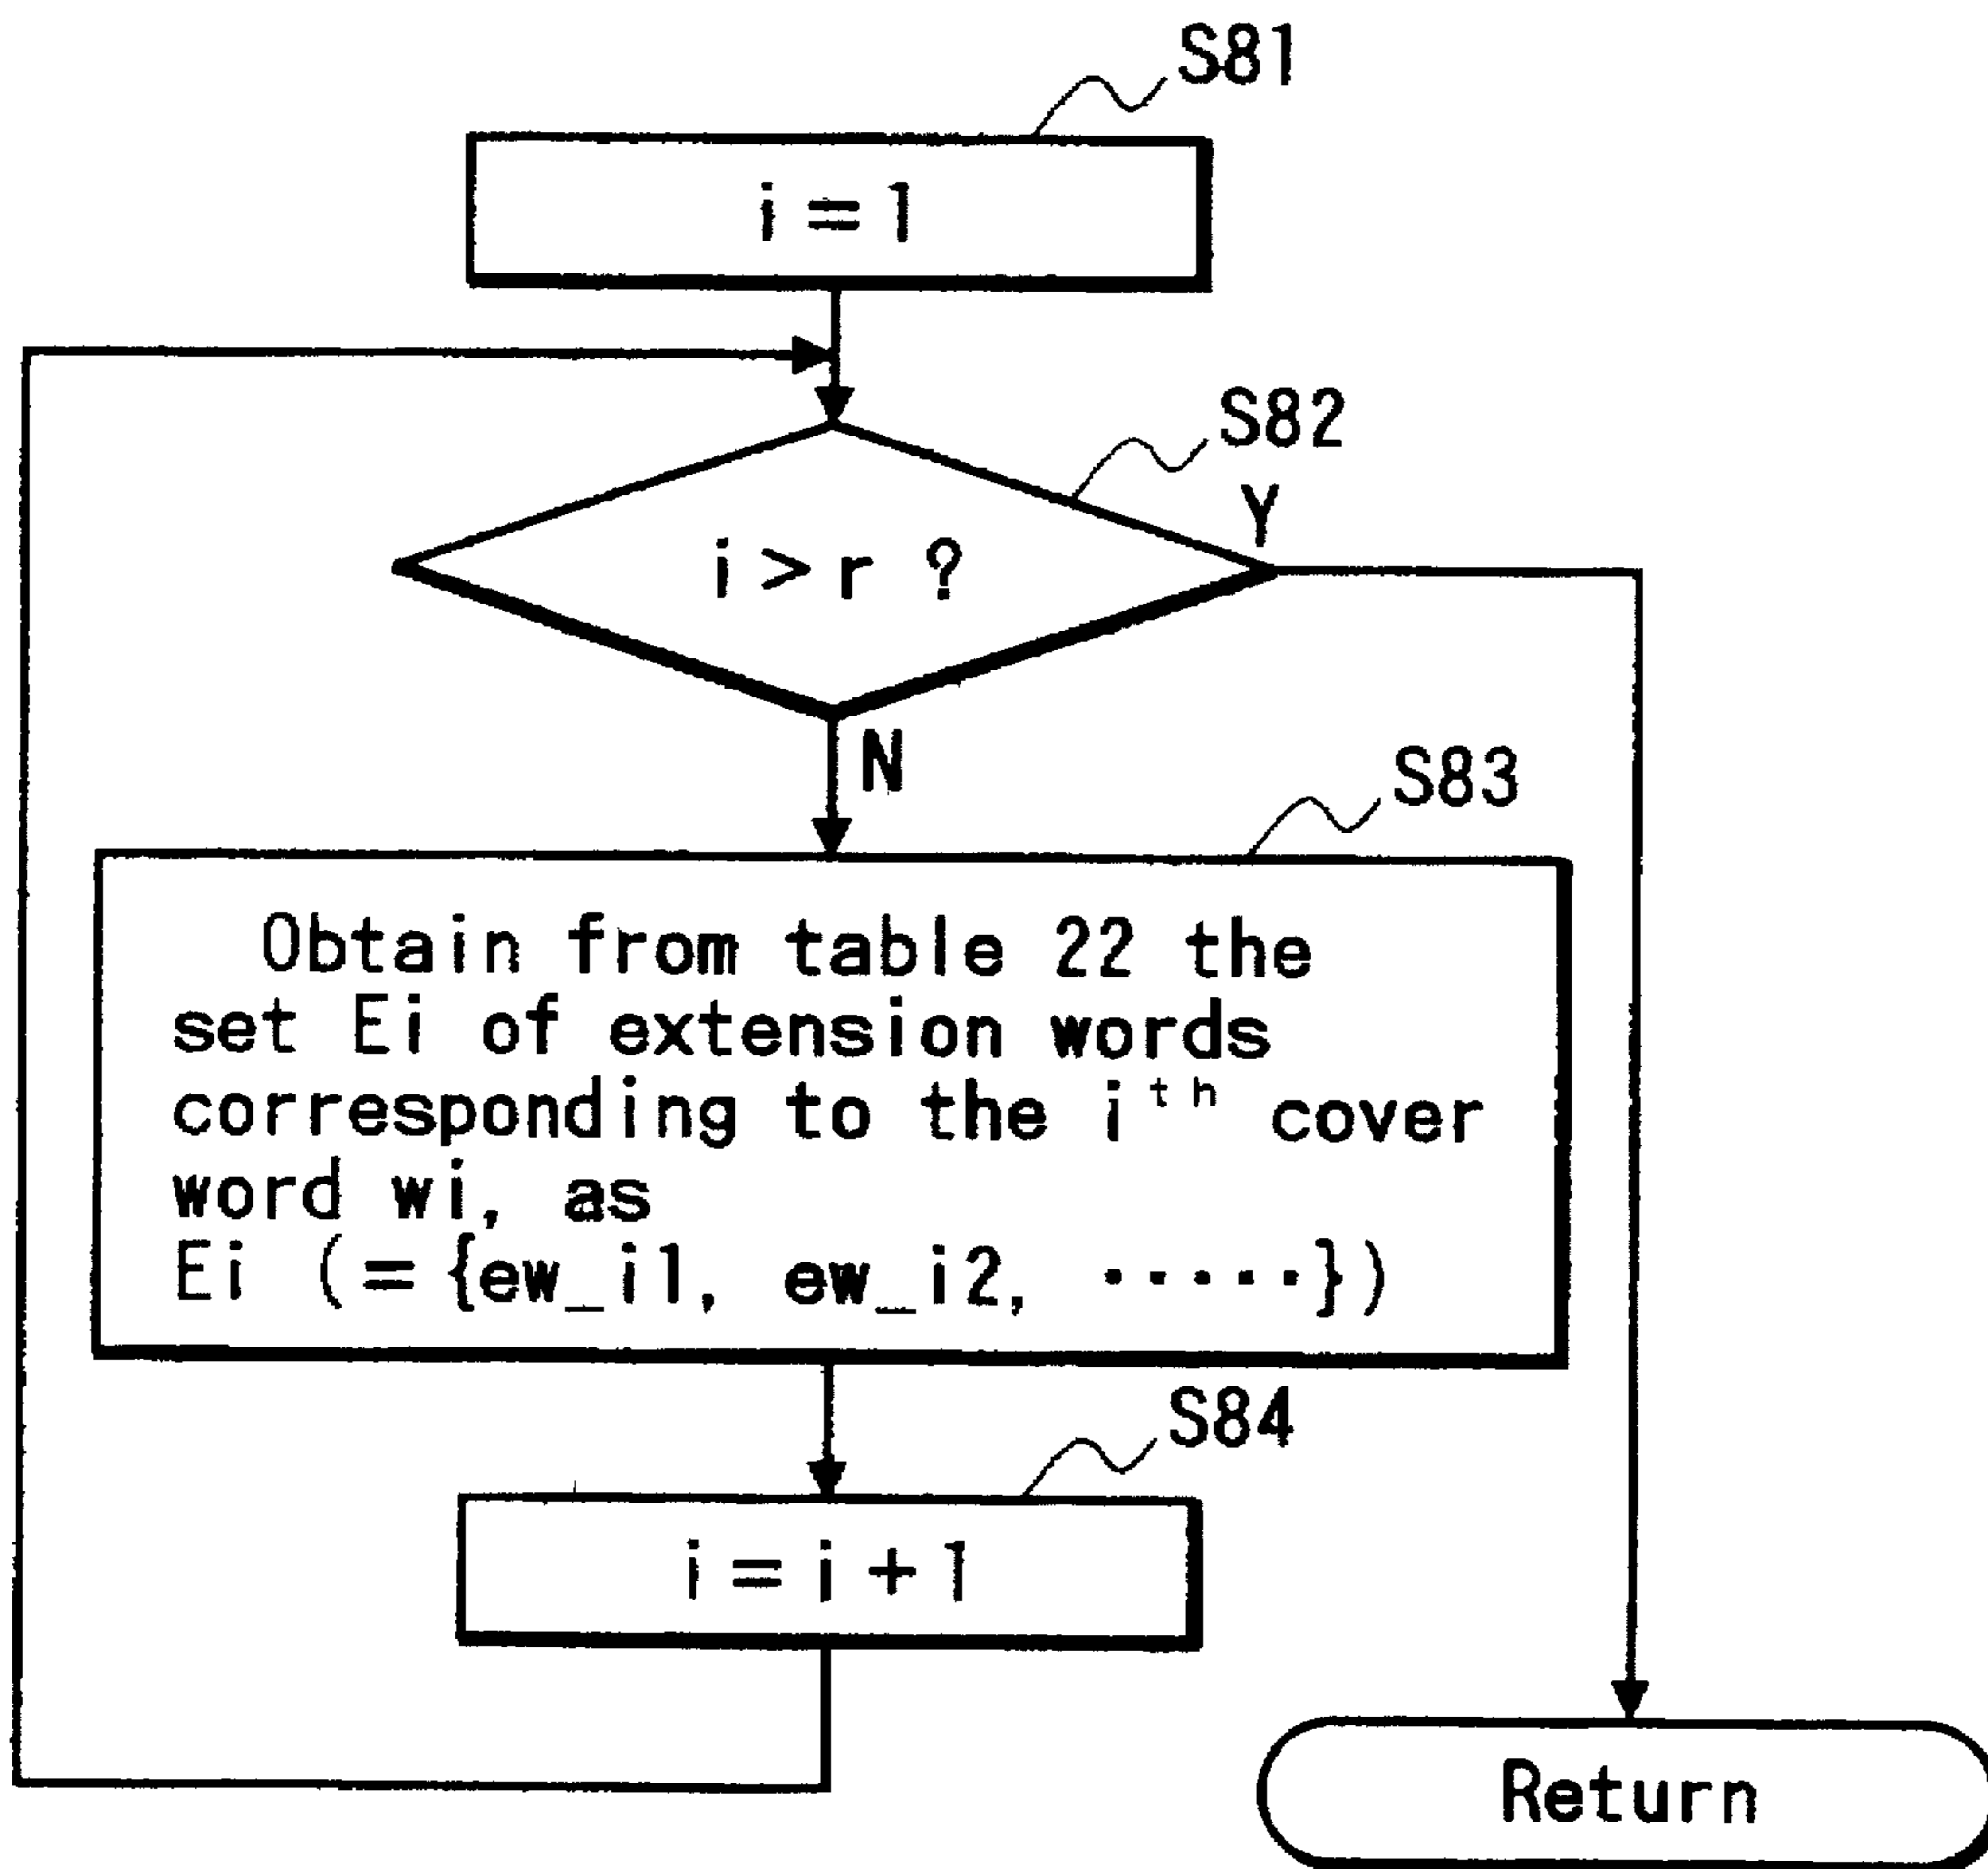 S81
i=1
S82
Y
i>r ?
N
S83
Obtain from table 22 the
set Ei of extension words
corresponding to the iᵗʰ cover
word wi, as
Ei (={ew_i1, ew_i2, ·····})
S84
i=i+1
Return